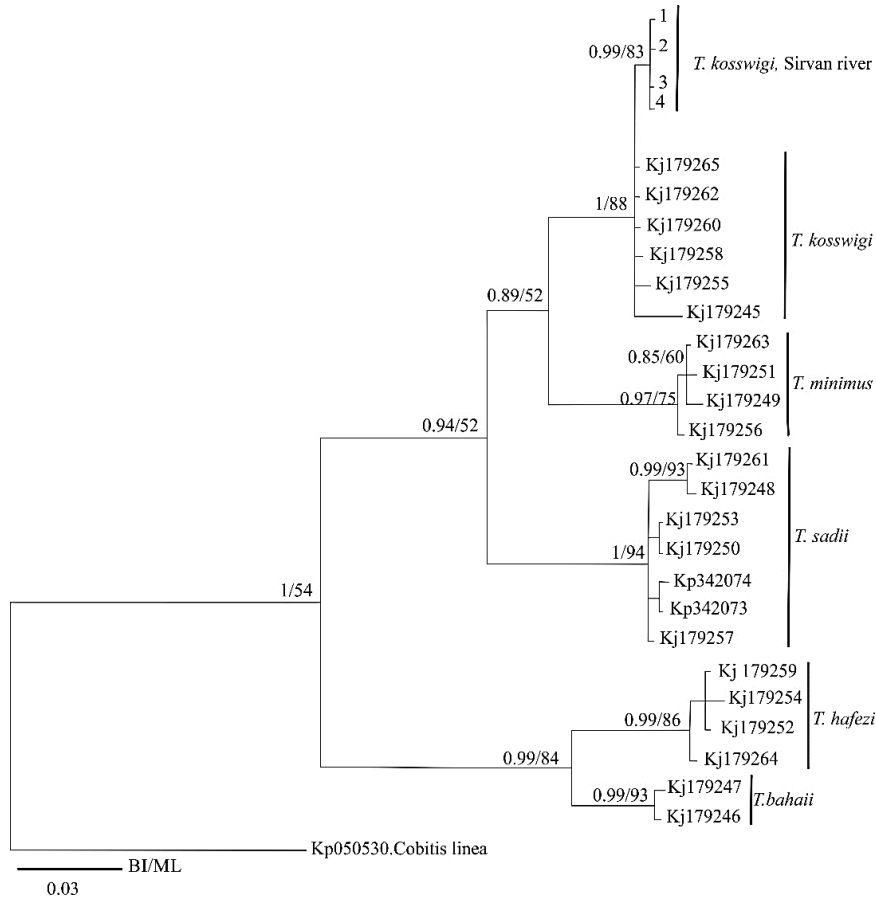 1
0.99/83
2
T. kosswigi, Sirvan river
3
4
Kj179265
Kj179262
1/88
Kj179260
T. kosswigi
Kj179258
Kj179255
0.89/52
Kj179245
Kj179263
0.85/60
Kj179251
T. minimus
0.97/75
Kj179249
0.94/52
Kj179256
Kj179261
0.99/93
Kj179248
Kj179253
T. sadii
1/94
Kj179250
Kp342074
1/54
Kp342073
Kj179257
Kj 179259
Kj179254
0.99/86
T. hafezi
Kj179252
0.99/84
Kj179264
Kj179247
0.99/93
T.bahaii
Kj179246
Kp050530.Cobitis linea
BI/ML
0.03